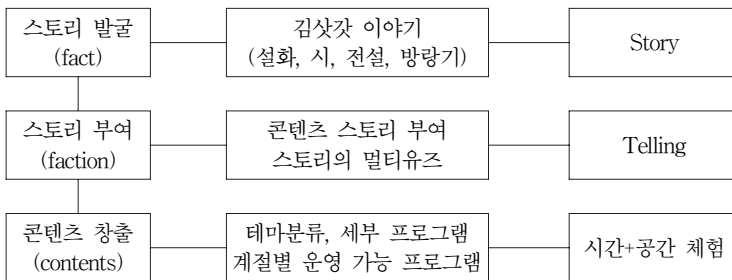 스토리 발굴
(fact)
김삿갓 이야기
(설화, 시, 전설, 방랑기)
Story
스토리 부여
(faction)
콘텐츠 스토리 부여
스토리의 멀티유즈
Telling
콘텐츠 창출
(contents)
테마분류, 세부 프로그램
계절별 운영 가능 프로그램
시간+공간 체험